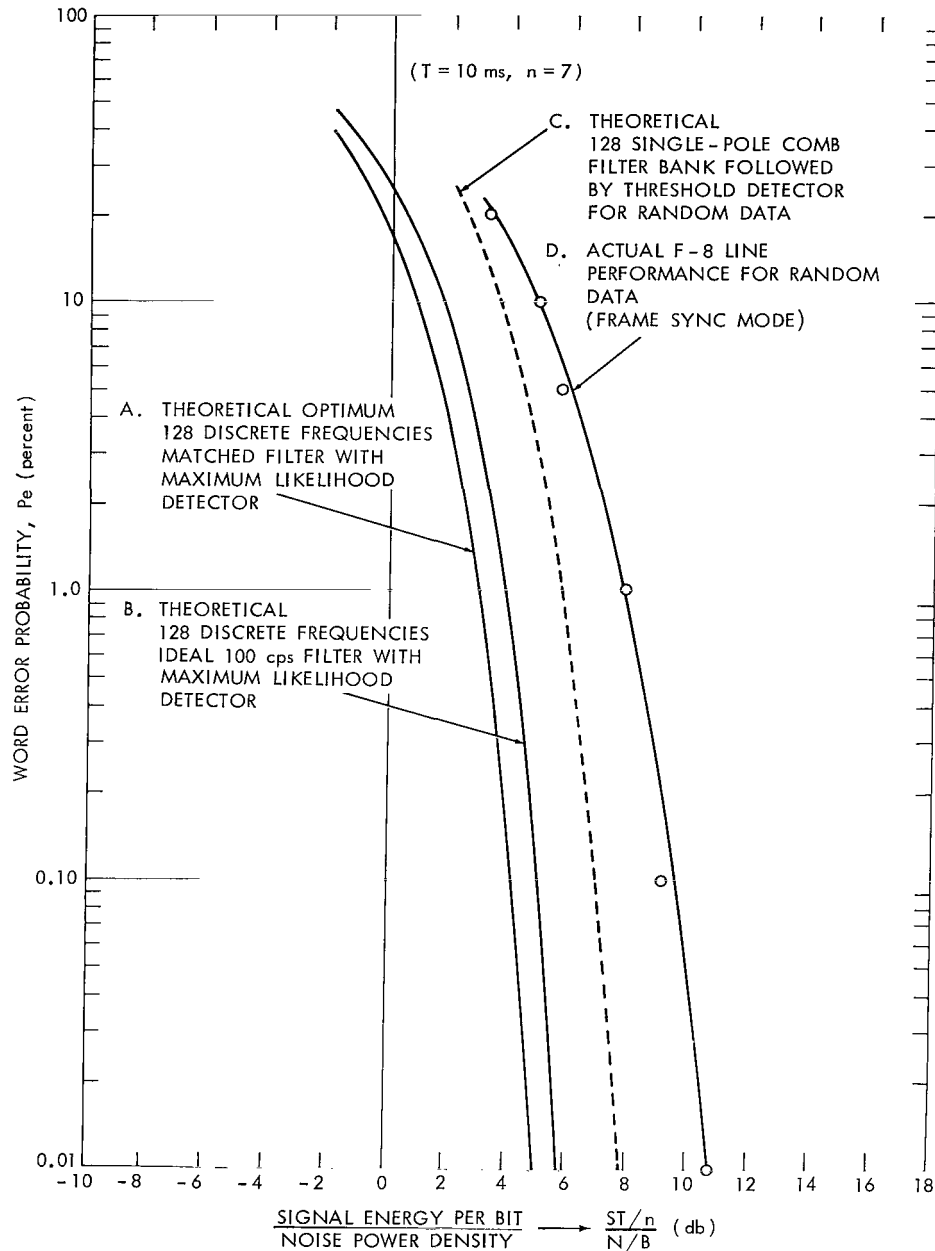 100
(T = 10 ms, n = 7)
C. THEORETICAL
128 SINGLE-POLE COMB
FILTER BANK FOLLOWED
BY THRESHOLD DETECTOR
FOR RANDOM DATA
D. ACTUAL F-8 LINE
PERFORMANCE FOR RANDOM
DATA
(FRAME SYNC MODE)
10
A. THEORETICAL OPTIMUM
128 DISCRETE FREQUENCIES
MATCHED FILTER WITH
MAXIMUM LIKELIHOOD
DETECTOR
WORD ERROR PROBABILITY, Pe (percent)
1.0
B. THEORETICAL
128 DISCRETE FREQUENCIES
IDEAL 100 cps FILTER WITH
MAXIMUM LIKELIHOOD
DETECTOR
0.10
0.01
-10 -8 -6 -4 -2 0 2 4 6 8 10 12 14 16 18
SIGNAL ENERGY PER BIT
NOISE POWER DENSITY
ST/n
N/B
(db)